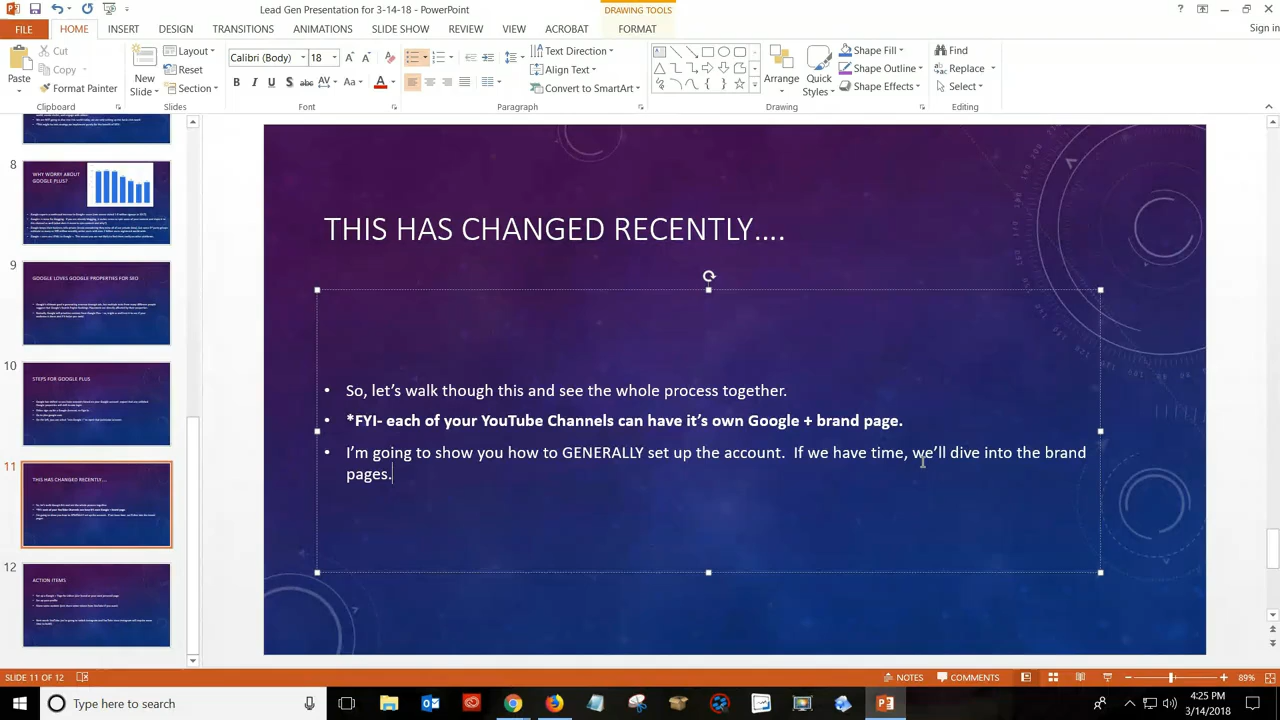 Lead Gen Presentation for 3-14-18 - PowerPoint
DRAWING TOOLS
FILE HOME INSERT DESIGN TRANSITIONS ANIMATIONS SLIDE SHOW REVIEW VIEW ACROBAT FORMAT
Sign in
Paste
Cut
Copy
Format Painter
Clipboard
New
Slide
Layout
Reset
Section
Slides
Calibri (Body) 18
Font
Text Direction
Align Text
Convert to SmartArt
Paragraph
Arrange
Quick
Styles
Shape Fill
Shape Outline
Shape Effects
Drawing
Find
Replace
Select
Editing
8
WHY WORRY ABOUT
GOOGLE PLUS?
9
GOOGLE LOVES GOOGLE PROPERTIES FOR SEO
10
STEPS FOR GOOGLE PLUS
11
THIS HAS CHANGED RECENTLY...
12
ACTION ITEMS
THIS HAS CHANGED RECENTLY...
• So, let's walk though this and see the whole process together.
• *FYI- each of your YouTube Channels can have it's own Google + brand page.
• I'm going to show you how to GENERALLY set up the account. If we have time, we'll dive into the brand
pages.
SLIDE 11 OF 12
NOTES
COMMENTS
89%
Type here to search
4:25 PM
3/14/2018